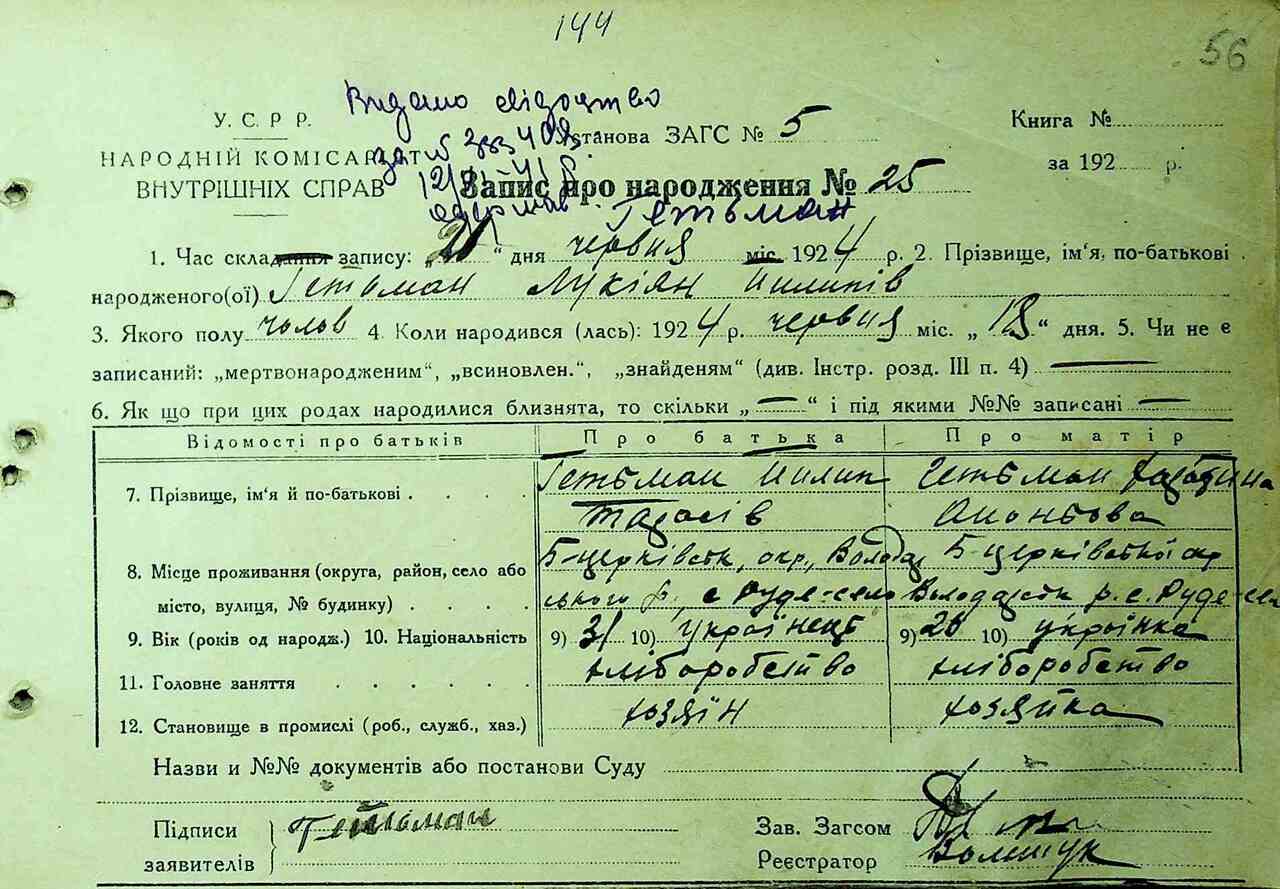 144
56
Видано свідоцтво
У. С. Р. Р.
Установа ЗАГС № 5
Книга №
НАРОДНІЙ КОМІСАРІЯТ
за 192 р.
ВНУТРІШНІХ СПРАВ
Запис про народження № 25
одержав Гетьман
1. Час складання запису: „21“ дня червня міс. 1924 р. 2. Прізвище, ім'я, по-батькові
народженого(ої) Гетьман Лукіян Пилипів
3. Якого полу чолов 4. Коли народився (лась): 1924 р. червня міс. „18“ дня. 5. Чи не є
записаний: „мертвонародженим“, „всиновлен.“, „знайденям“ (див. Інстр. розд. III п. 4) —
6. Як що при цих родах народилися близнята, то скільки „—“ і під якими №№ записані —
Відомості про батьків Про батька Про матір
7. Прізвище, ім'я й по-батькові Гетьман Пилип Гетьман
Тарасів
8. Місце проживання (округа, район, село або Б-церківськ, окр., Володар Б-церківської окр
місто, вулиця, № будинку) ського р, с Руде-село Володарськ р. с. Руде-сел
9. Вік (років од народж.) 10. Національність 9) 31 10) українець 9) 26 10) українка
11. Головне заняття хліборобство хліборобство
12. Становище в промислі (роб., служб., хаз.) хозяїн хозяйка
Назви и №№ документів або постанови Суду
Підписи Гетьман Зав. Загсом
заявителів Реєстратор